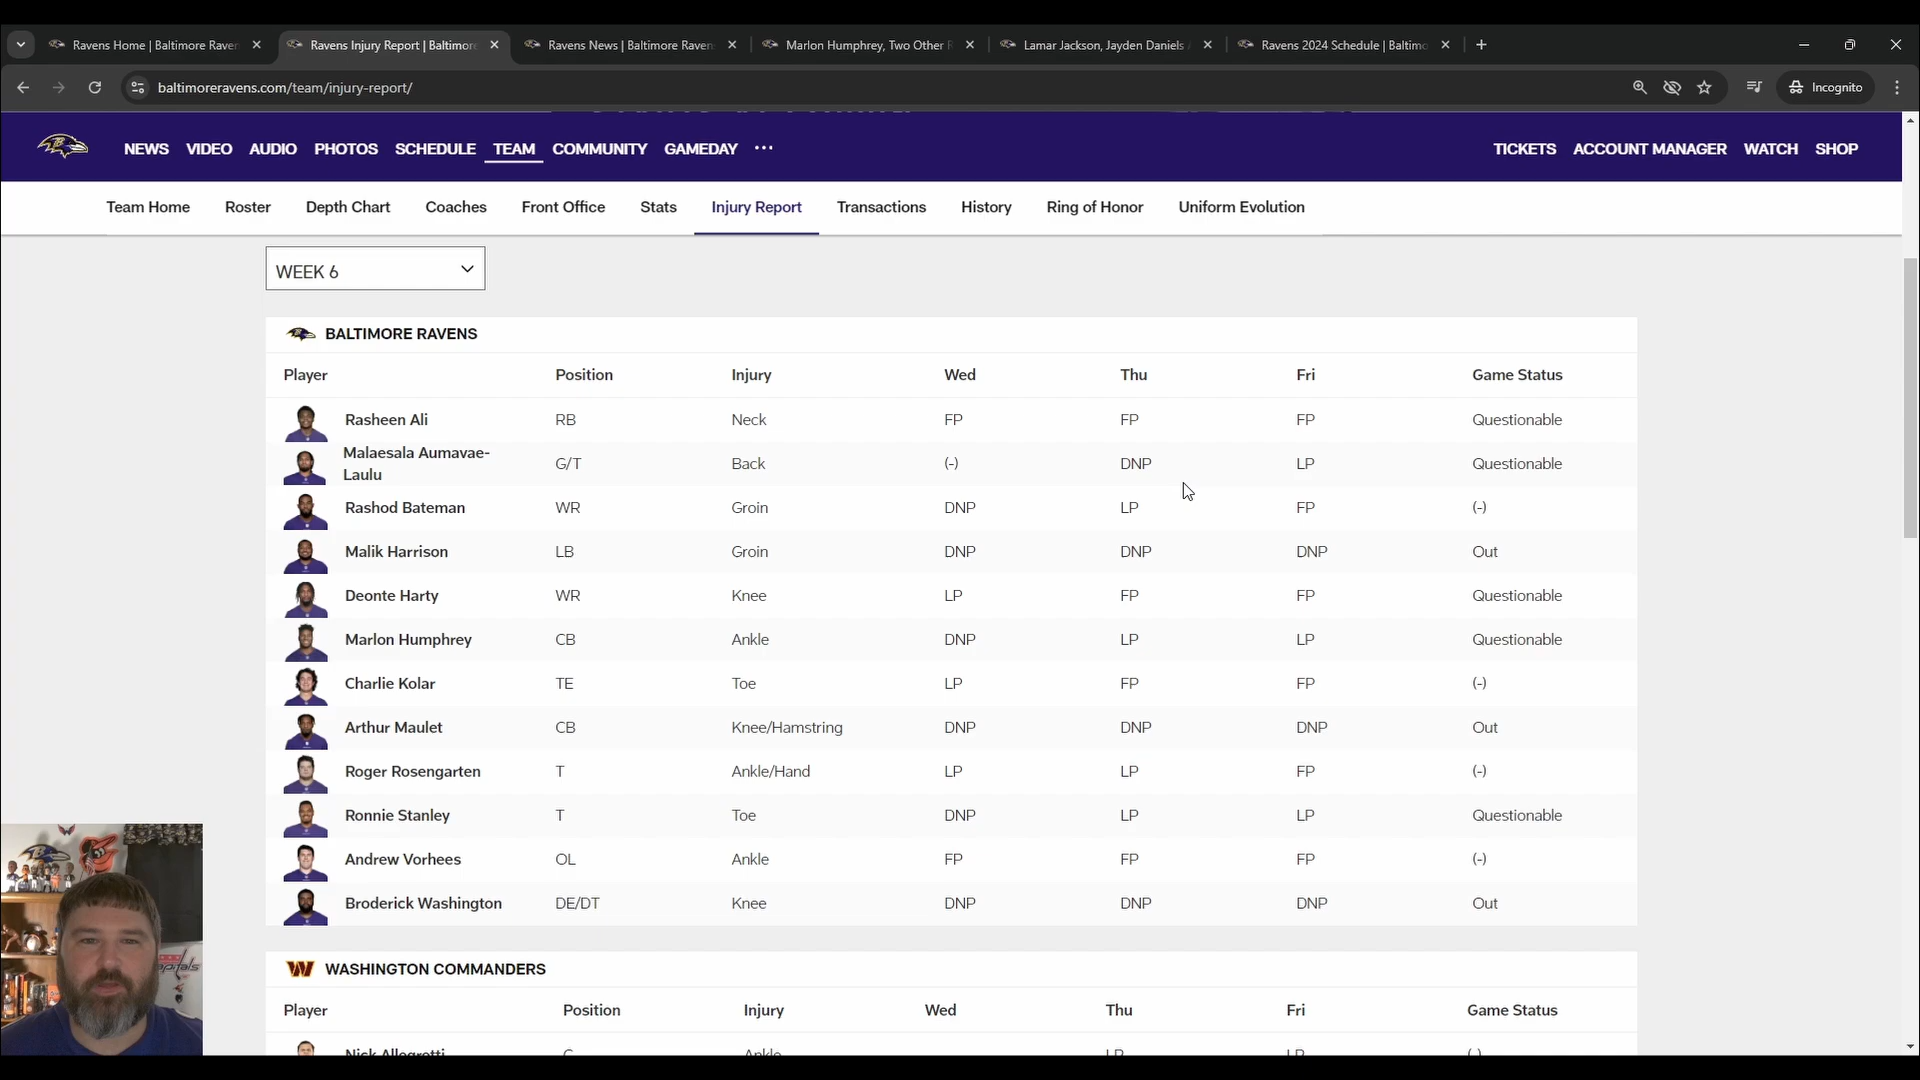 Ravens Home | Baltimore Raven
Ravens Injury Report | Baltimore
Ravens News | Baltimore Raven
Marlon Humphrey, Two Other R
Lamar Jackson, Jayden Daniels
Ravens 2024 Schedule | Baltimo
baltimoreravens.com/team/injury-report/
Incognito
NEWS VIDEO AUDIO PHOTOS SCHEDULE TEAM COMMUNITY GAMEDAY ••• TICKETS ACCOUNT MANAGER WATCH SHOP
Team Home Roster Depth Chart Coaches Front Office Stats Injury Report Transactions History Ring of Honor Uniform Evolution
WEEK 6
BALTIMORE RAVENS
Player Position Injury Wed Thu Fri Game Status
Rasheen Ali RB Neck FP FP FP Questionable
Malaesala Aumavae-
Laulu G/T Back (-) DNP LP Questionable
Rashod Bateman WR Groin DNP LP FP (-)
Malik Harrison LB Groin DNP DNP DNP Out
Deonte Harty WR Knee LP FP FP Questionable
Marlon Humphrey CB Ankle DNP LP LP Questionable
Charlie Kolar TE Toe LP FP FP (-)
Arthur Maulet CB Knee/Hamstring DNP DNP DNP Out
Roger Rosengarten T Ankle/Hand LP LP FP (-)
Ronnie Stanley T Toe DNP LP LP Questionable
Andrew Vorhees OL Ankle FP FP FP (-)
Broderick Washington DE/DT Knee DNP DNP DNP Out
WASHINGTON COMMANDERS
Player Position Injury Wed Thu Fri Game Status
Nick Allegretti C Ankle LP LP (-)